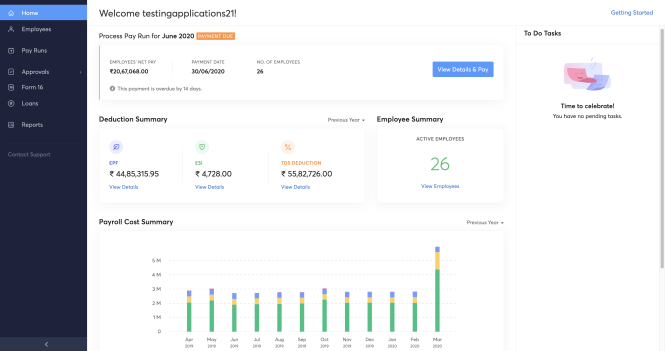 Home
Employees
Pay Runs
Approvals
Form 16
Loans
Reports
Contact Support
Welcome testingapplications21!
Getting Started
Process Pay Run for June 2020 PAYMENT DUE
EMPLOYEES' NET PAY PAYMENT DATE NO. OF EMPLOYEES
₹20,67,068.00 30/06/2020 26
View Details & Pay
This payment is overdue by 14 days.
Deduction Summary Previous Year
EPF ESI TDS DEDUCTION
₹ 44,85,315.95 ₹ 4,728.00 ₹ 55,82,726.00
View Details View Details View Details
Employee Summary
ACTIVE EMPLOYEES
26
View Employees
Payroll Cost Summary Previous Year
5 M
4 M
3 M
2 M
1 M
0
Apr May Jun Jul Aug Sep Oct Nov Dec Jan Feb Mar
2019 2019 2019 2019 2019 2019 2019 2019 2019 2020 2020 2020
To Do Tasks
Time to celebrate!
You have no pending tasks.